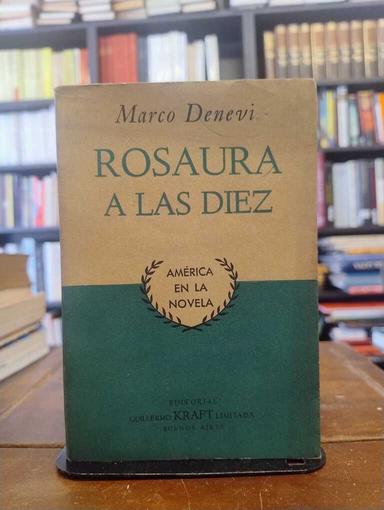 Marco Denevi
ROSAURA
A LAS DIEZ
AMÉRICA
EN LA
NOVELA
EDITORIAL
GUILLERMO KRAFT LIMITADA
BUENOS AIRES